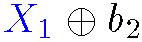 X₁ ⊕ b₂